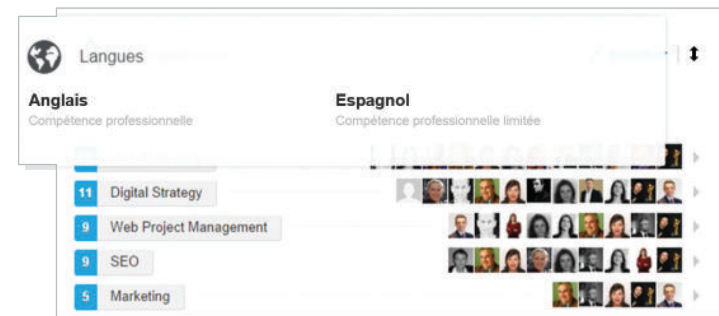 Langues
Anglais
Espagnol
Compétence professionnelle
Compétence professionnelle limitée
11 Digital Strategy
9 Web Project Management
9 SEO
5 Marketing